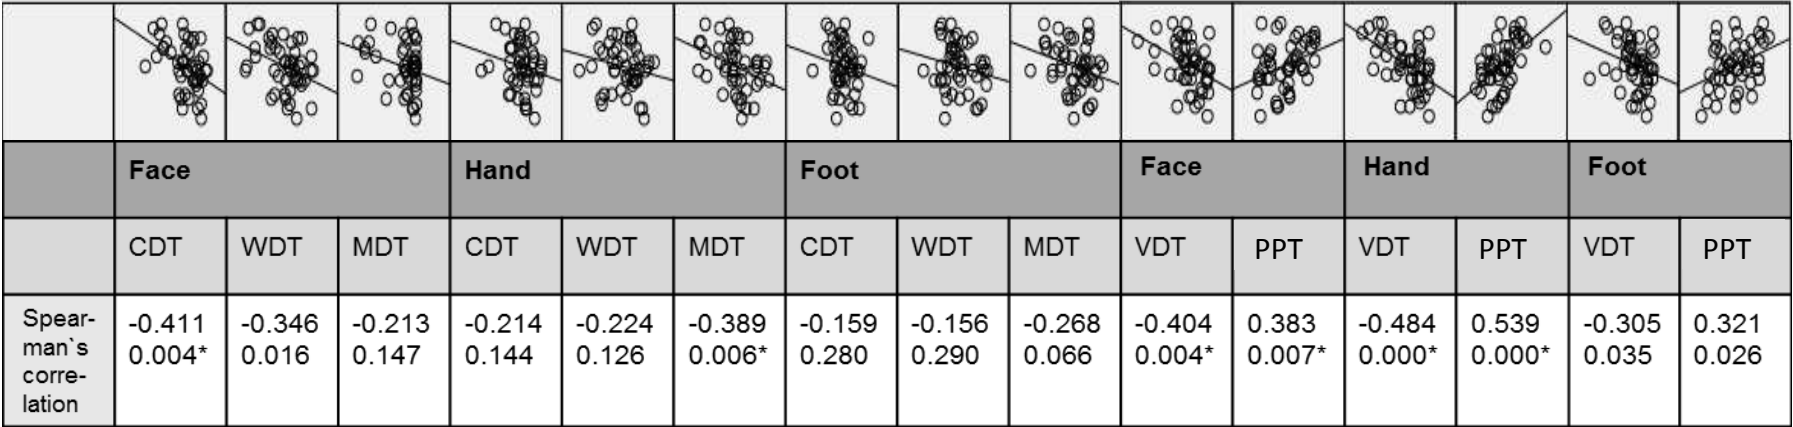 Face Hand Foot Face Hand Foot
CDT WDT MDT CDT WDT MDT CDT WDT MDT VDT PPT VDT PPT VDT PPT
Spear- -0.411 -0.346 -0.213 -0.214 -0.224 -0.389 -0.159 -0.156 -0.268 -0.404 0.383 -0.484 0.539 -0.305 0.321
man`s 0.004* 0.016 0.147 0.144 0.126 0.006* 0.280 0.290 0.066 0.004* 0.007* 0.000* 0.000* 0.035 0.026
corre-
lation